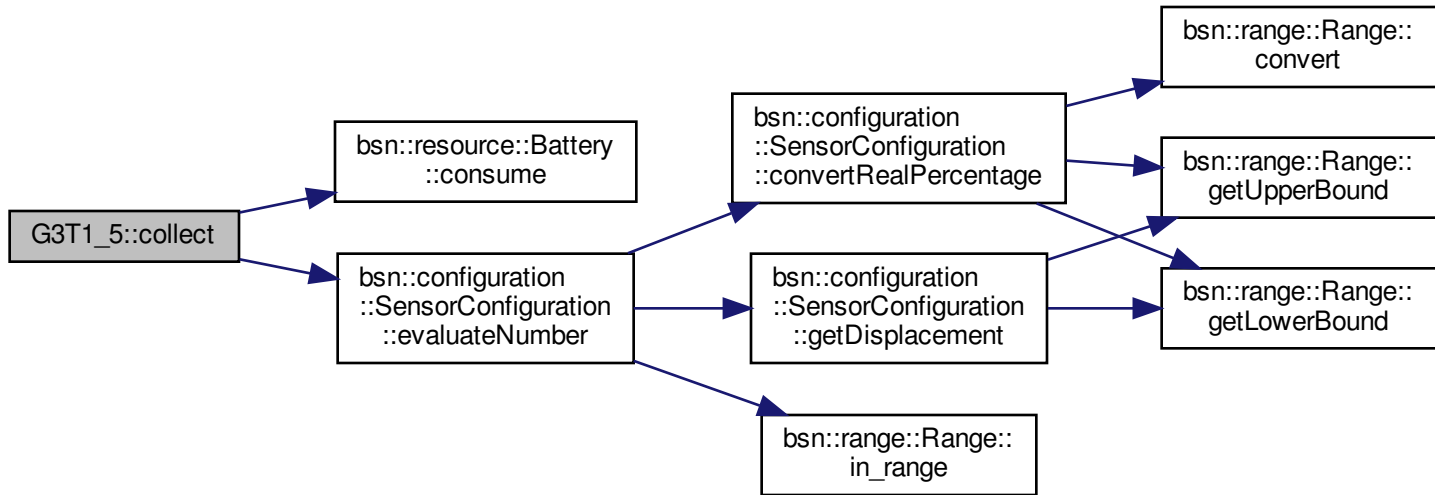 G3T1_5::collect
bsn::resource::Battery
::consume
bsn::configuration
::SensorConfiguration
::evaluateNumber
bsn::configuration
::SensorConfiguration
::convertRealPercentage
bsn::configuration
::SensorConfiguration
::getDisplacement
bsn::range::Range::
in_range
bsn::range::Range::
convert
bsn::range::Range::
getUpperBound
bsn::range::Range::
getLowerBound